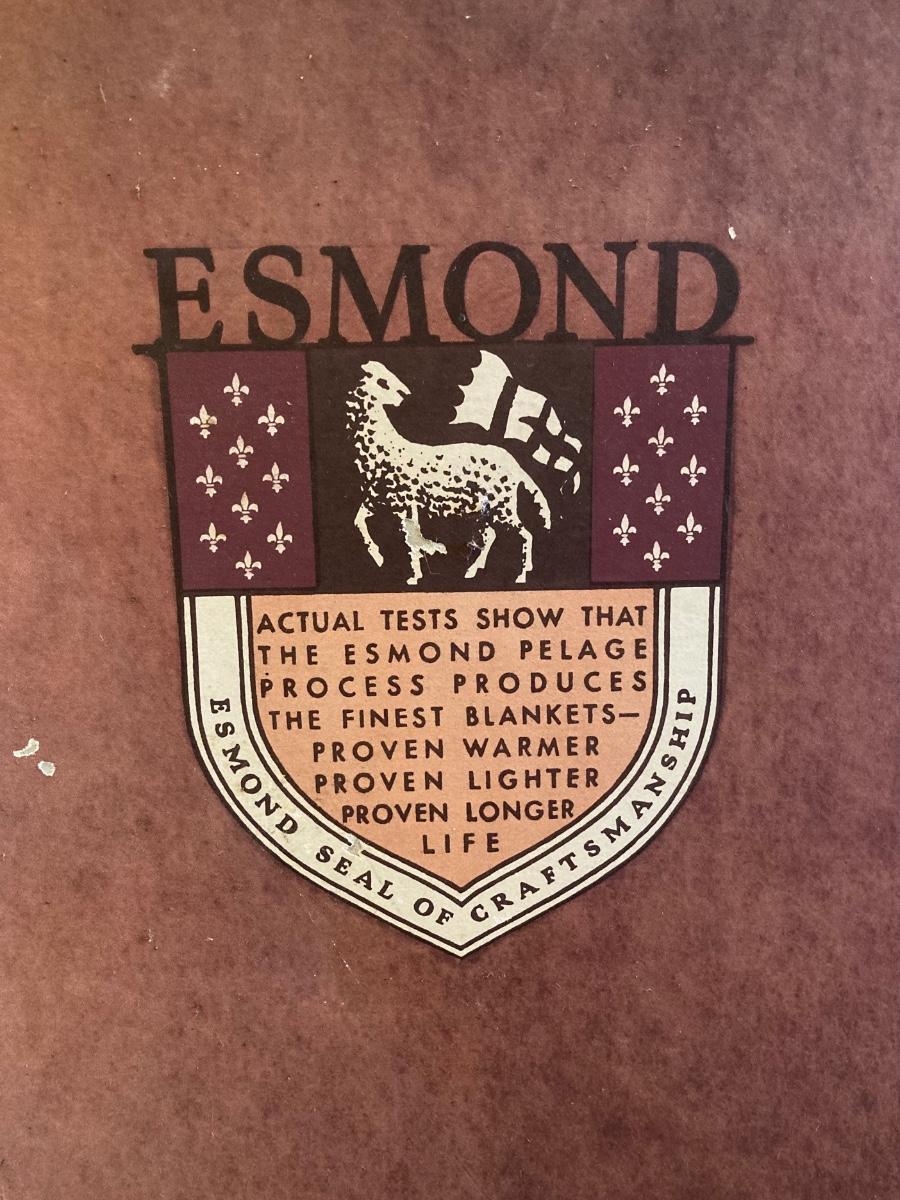 ESMOND
ACTUAL TESTS SHOW THAT
THE ESMOND PELAGE
PROCESS PRODUCES
THE FINEST BLANKETS—
PROVEN WARMER
PROVEN LIGHTER
PROVEN LONGER
LIFE
ESMOND SEAL OF CRAFTSMANSHIP